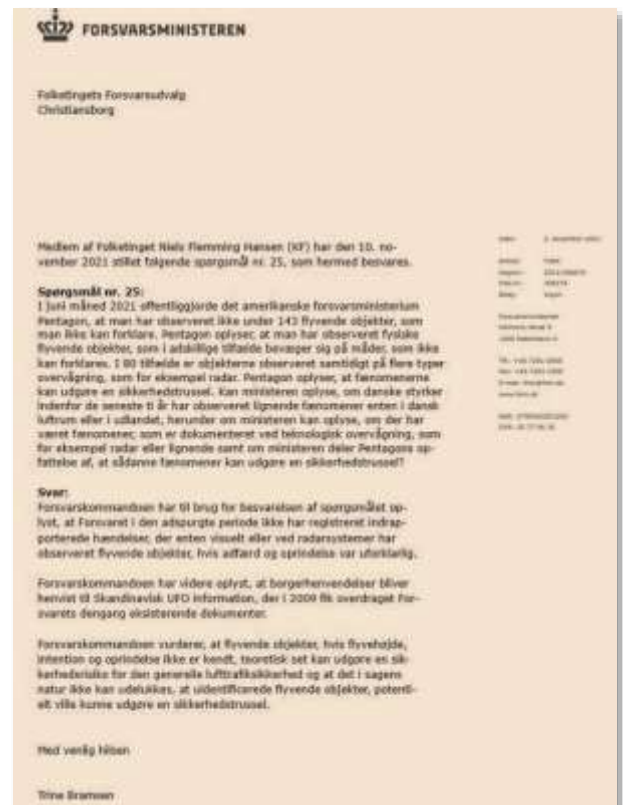 FORSVARSMINISTEREN
Folketingets Forsvarsudvalg
Christiansborg
Medlem af Folketinget Niels Flemming Hansen (KF) har den 10. no-
vember 2021 stillet følgende spørgsmål nr. 25, som hermed besvares.
Spørgsmål nr. 25:
I juni måned 2021 offentliggjorde det amerikanske forsvarsministerium
Pentagon, at man har observeret ikke under 143 flyvende objekter, som
man ikke kan forklare. Pentagon oplyser, at man har observeret fysiske
flyvende objekter, som i adskillige tilfælde bevæger sig på måder, som ikke
kan forklares. I 80 tilfælde er objekterne observeret samtidigt på flere typer
overvågning, som for eksempel radar. Pentagon oplyser, at fænomenerne
kan udgøre en sikkerhedstrussel. Kan ministeren oplyse, om danske styrker
indenfor de seneste ti år har observeret lignende fænomener enten i dansk
luftrum eller i udlandet, herunder om ministeren kan oplyse, om der har
været fænomener, som er dokumenteret ved teknologisk overvågning, som
for eksempel radar eller lignende samt om ministeren deler Pentagons op-
fattelse af, at sådanne fænomener kan udgøre en sikkerhedstrussel?
Svar:
Forsvarskommandoen har til brug for besvarelsen af spørgsmålet op-
lyst, at Forsvaret i den adspurgte periode ikke har registreret indrap-
porterede hændelser, der enten visuelt eller ved radarsystemer har
observeret flyvende objekter, hvis adfærd og oprindelse var uforklarlig.
Forsvarskommandoen har videre oplyst, at borgerhenvendelser bliver
henvist til Skandinavisk UFO Information, der i 2009 fik overdraget For-
svarets dengang eksisterende dokumenter.
Forsvarskommandoen vurderer, at flyvende objekter, hvis flyvehøjde,
intention og oprindelse ikke er kendt, teoretisk set kan udgøre en sik-
kerhedsrisiko for den generelle lufttrafiksikkerhed og at det i sagens
natur ikke kan udelukkes, at uidentificerede flyvende objekter, potenti-
elt ville kunne udgøre en sikkerhedstrussel.
Med venlig hilsen
Trine Bramsen